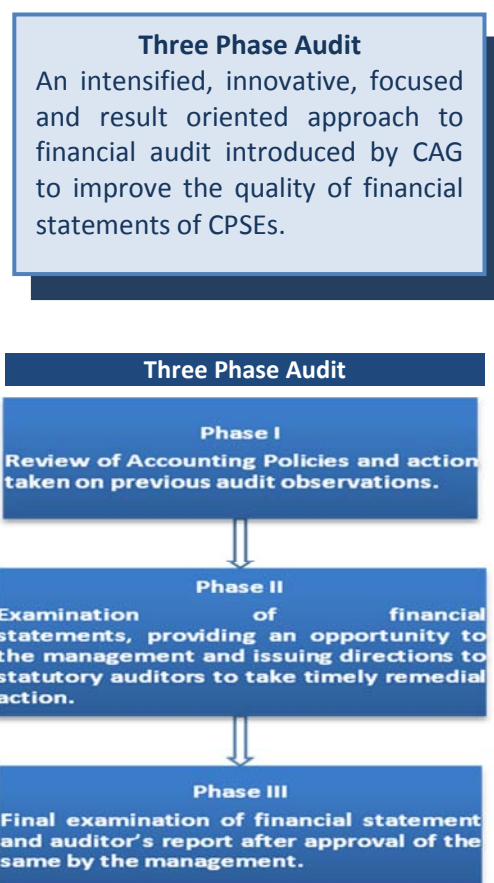 Three Phase Audit
An intensified, innovative, focused
and result oriented approach to
financial audit introduced by CAG
to improve the quality of financial
statements of CPSEs.
Three Phase Audit
Phase I
Review of Accounting Policies and action
taken on previous audit observations.
Phase II
Examination of financial
statements, providing an opportunity to
the management and issuing directions to
statutory auditors to take timely remedial
action.
Phase III
Final examination of financial statement
and auditor's report after approval of the
same by the management.